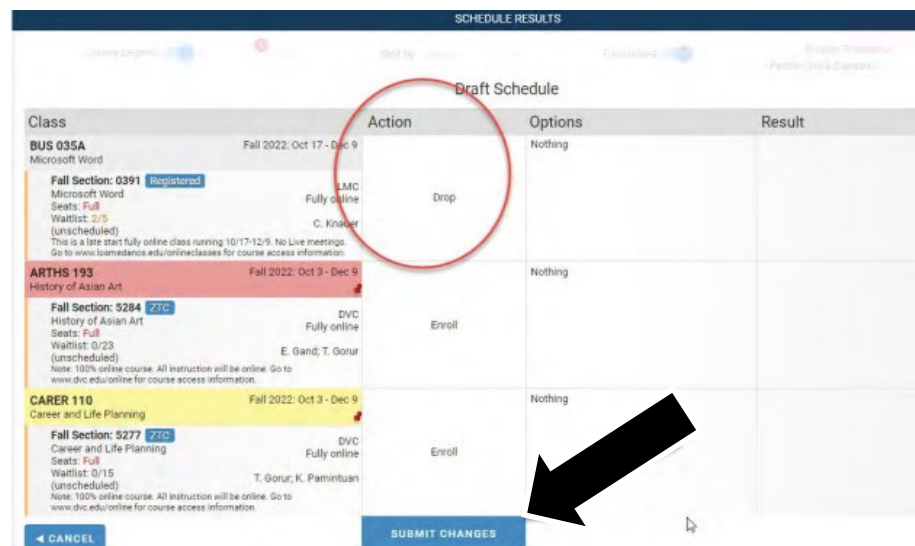 SCHEDULE RESULTS
Sort by
Draft Schedule
Class Action Options Result
BUS 035A Fall 2022: Oct 17 - Dec 9 Nothing
Microsoft Word
Fall Section: 0391 Registered LMC
Microsoft Word Fully online Drop
Seats: Full
Waitlist: 2/5 C. Knauer
(unscheduled)
This is a late start fully online class running 10/17-12/9. No Live meetings.
Go to www.losmedanos.edu/onlineclasses for course access information.
ARTHS 193 Fall 2022: Oct 3 - Dec 9 Nothing
History of Asian Art
Fall Section: 5284 ZTC DVC
History of Asian Art Fully online Enroll
Seats: Full
Waitlist: 0/23 E. Gand; T. Gorur
(unscheduled)
Note: 100% online course. All instruction will be online. Go to
www.dvc.edu/online for course access information.
CARER 110 Fall 2022: Oct 3 - Dec 9 Nothing
Career and Life Planning
Fall Section: 5277 ZTC DVC
Career and Life Planning Fully online Enroll
Seats: Full
Waitlist: 0/15 T. Gorur; K. Pamintuan
(unscheduled)
Note: 100% online course. All instruction will be online. Go to
www.dvc.edu/online for course access information.
◄ CANCEL SUBMIT CHANGES